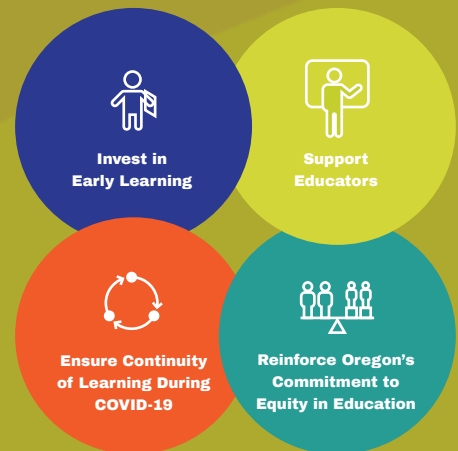 Invest in
Early Learning
Support
Educators
Ensure Continuity
of Learning During
COVID-19
Reinforce Oregon's
Commitment to
Equity in Education